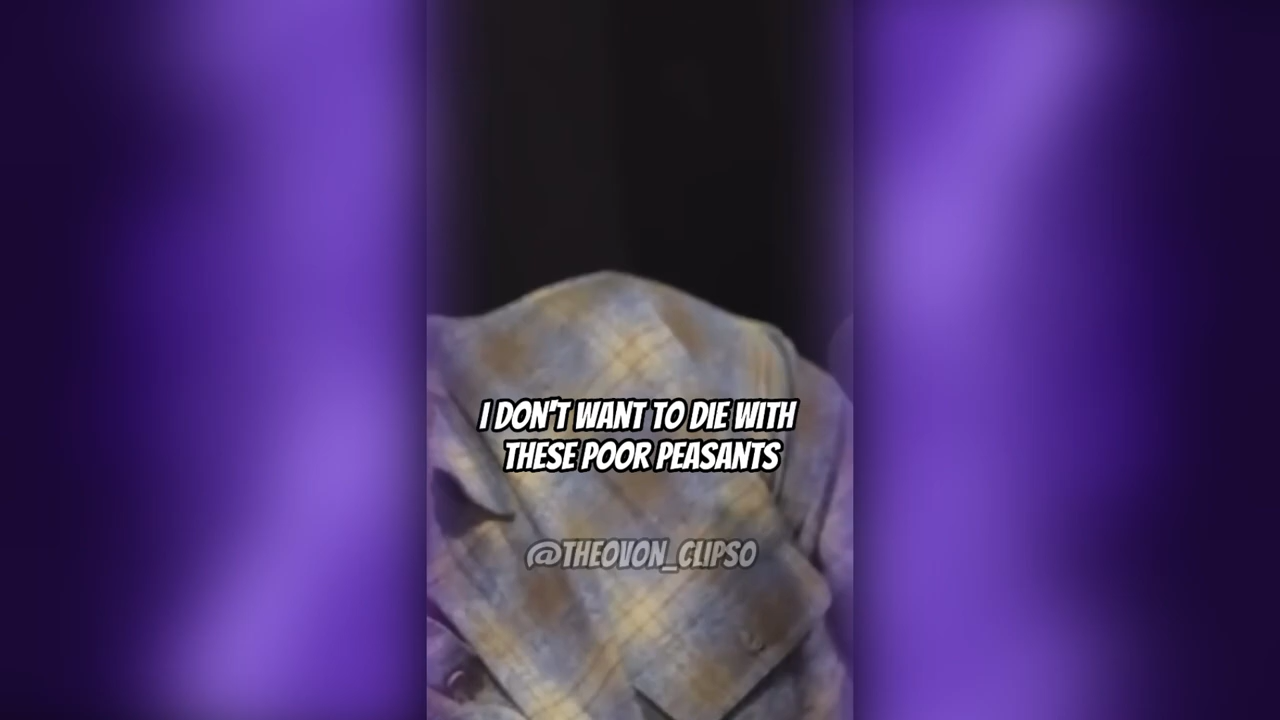 I DON'T WANT TO DIE WITH
THESE POOR PEASANTS
@THEOVON_CLIPSO